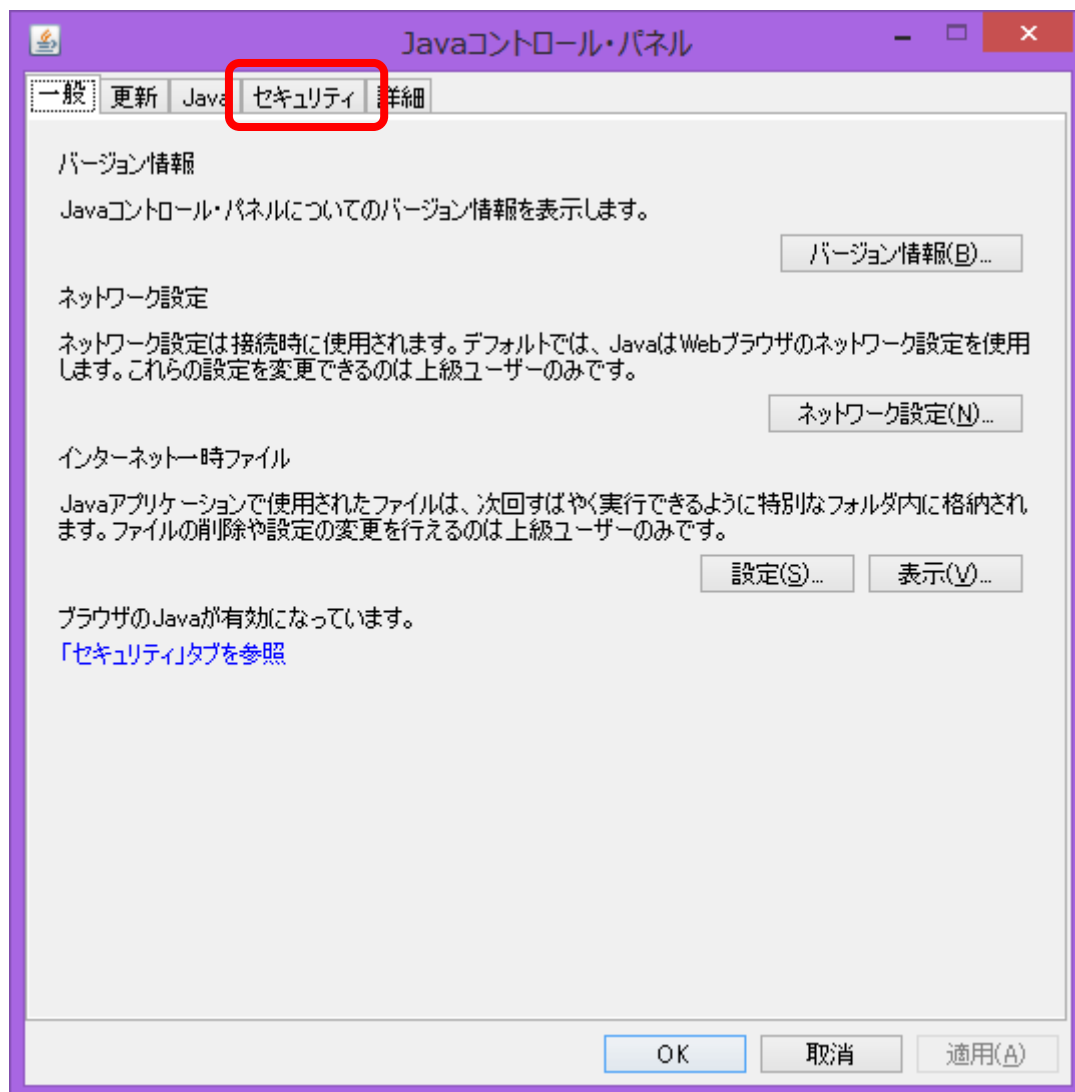 Javaコントロール・パネル
一般 更新 Java セキュリティ 詳細
バージョン情報
Javaコントロール・パネルについてのバージョン情報を表示します。
バージョン情報(B)...
ネットワーク設定
ネットワーク設定は接続時に使用されます。デフォルトでは、JavaはWebブラウザのネットワーク設定を使用
します。これらの設定を変更できるのは上級ユーザーのみです。
ネットワーク設定(N)...
インターネット一時ファイル
Javaアプリケーションで使用されたファイルは、次回すばやく実行できるように特別なフォルダ内に格納され
ます。ファイルの削除や設定の変更を行えるのは上級ユーザーのみです。
設定(S)... 表示(V)...
ブラウザのJavaが有効になっています。
「セキュリティ」タブを参照
OK 取消 適用(A)